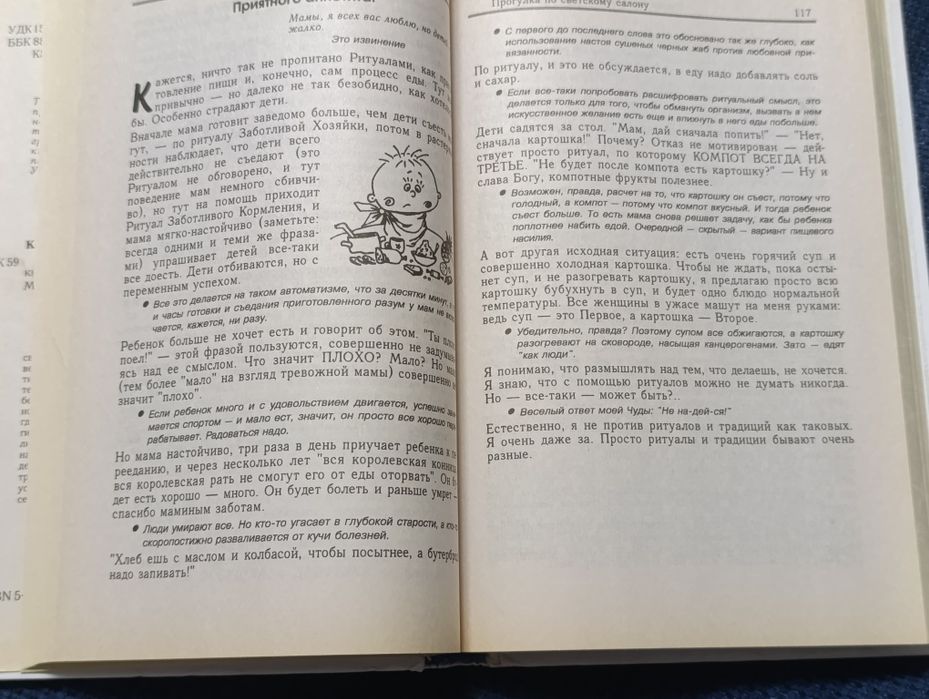 УДК 15
ББК 88
Приятного
Мамы, я всех вас люблю, но
жалко.
Это извинение
Кажется, ничто так не пропитано Ритуалами, как
товление пищи и, конечно, сам процесс еды. Тут
привычно — но далеко не так безобидно, как
бы. Особенно страдают дети.
Вначале мама готовит заведомо больше, чем дети съесть
гут, — по ритуалу Заботливой Хозяйки, потом в
ности наблюдает, что дети всего
действительно не съедают (это
Ритуалом не обговорено, и тут
поведение мам немного сбивчи-
во), но тут на помощь приходит
Ритуал Заботливого Кормления, и
мама мягко-настойчиво (заметьте:
всегда одними и теми же фраза-
ми) упрашивает детей все-таки
все доесть. Дети отбиваются, но с
переменным успехом.
● Все это делается на таком автоматизме, что за десятки минут,
и часы готовки и съедания приготовленного разум у мам не
чается, кажется, ни разу.
Ребенок больше не хочет есть и говорит об этом. "Ты
поел!" — этой фразой пользуются, совершенно не
ясь над ее смыслом. Что значит ПЛОХО? Мало? Но
(тем более "мало" на взгляд тревожной мамы) совершенно
значит "плохо".
● Если ребенок много и с удовольствием двигается, успешно
мается спортом — и мало ест, значит, он просто все хорошо
рабатывает. Радоваться надо.
Но мама настойчиво, три раза в день приучает ребенка к
рееданию, и через несколько лет "вся королевская конница,
вся королевская рать не смогут его от еды оторвать". Он
дет есть хорошо — много. Он будет болеть и раньше умрет —
спасибо маминым заботам.
● Люди умирают все. Но кто-то угасает в глубокой старости, а
скоропостижно разваливается от кучи болезней.
"Хлеб ешь с маслом и колбасой, чтобы посытнее, а
надо запивать!"
Прогулка по светскому салону
117
● С первого до последнего слова это обосновано так же глубоко, как
использование настоя сушеных черных жаб против любовной при-
вязанности.
По ритуалу, и это не обсуждается, в еду надо добавлять соль
и сахар.
● Если все-таки попробовать расшифровать ритуальный смысл, это
делается только для того, чтобы обмануть организм, вызвать в нем
искусственное желание есть еще и впихнуть в него еды побольше.
Дети садятся за стол. "Мам, дай сначала попить!" — "Нет,
сначала картошка!" Почему? Отказ не мотивирован — дей-
ствует просто ритуал, по которому КОМПОТ ВСЕГДА НА
ТРЕТЬЕ. "Не будет после компота есть картошку?" — Ну и
слава Богу, компотные фрукты полезнее.
● Возможен, правда, расчет на то, что картошку он съест, потому что
голодный, а компот — потому что компот вкусный. И тогда ребенок
съест больше. То есть мама снова решает задачу, как бы ребенка
поплотнее набить едой. Очередной — скрытый — вариант пищевого
насилия.
А вот другая исходная ситуация: есть очень горячий суп и
совершенно холодная картошка. Чтобы не ждать, пока осты-
нет суп, и не разогревать картошку, я предлагаю просто всю
картошку бубухнуть в суп, и будет одно блюдо нормальной
температуры. Все женщины в ужасе машут на меня руками:
ведь суп — это Первое, а картошка — Второе.
● Убедительно, правда? Поэтому супом все обжигаются, а картошку
разогревают на сковороде, насыщая канцерогенами. Зато — едят
"как люди".
Я понимаю, что размышлять над тем, что делаешь, не хочется.
Я знаю, что с помощью ритуалов можно не думать никогда.
Но — все-таки — может быть?..
● Веселый ответ моей Чуды: "Не на-дей-ся!"
Естественно, я не против ритуалов и традиций как таковых.
Я очень даже за. Просто ритуалы и традиции бывают очень
разные.